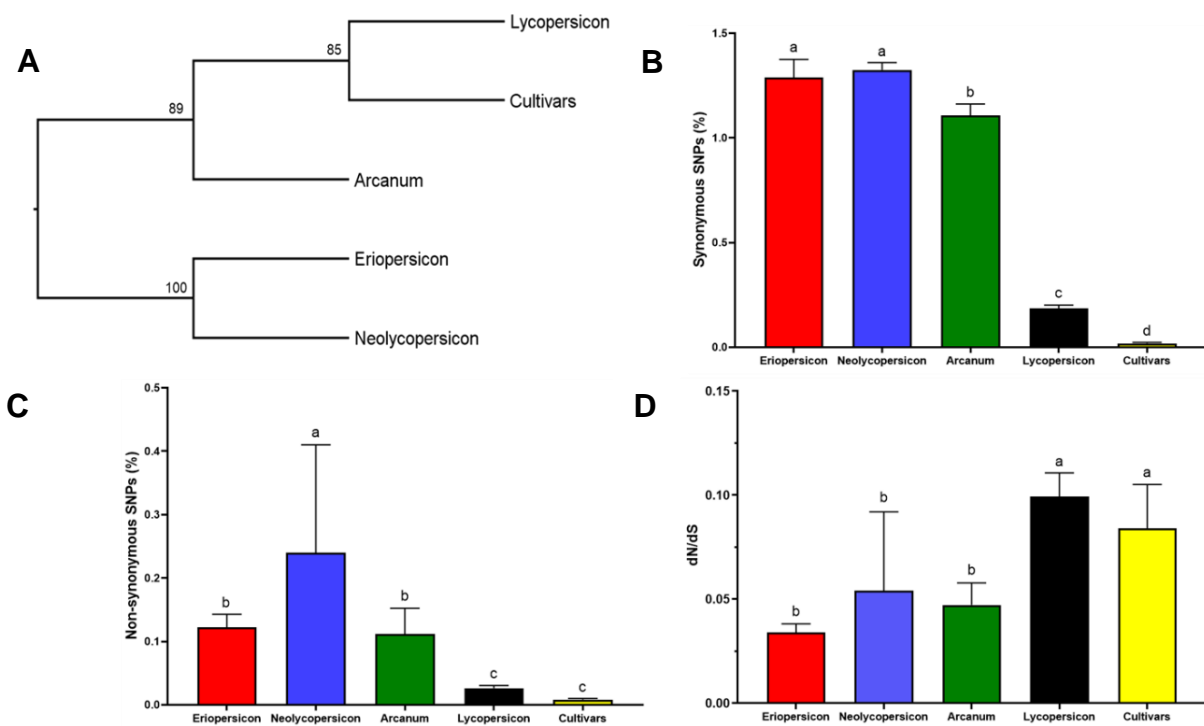 A
Lycopersicon
85
Cultivars
89
Arcanum
Eriopersicon
100
Neolycopersicon
B
Synonymous SNPs (%)
1.5
1.0
0.5
0.0
a
a
b
c
d
Eriopersicon Neolycopersicon Arcanum Lycopersicon Cultivars
C
Non-synonymous SNPs (%)
0.5
0.4
0.3
0.2
0.1
0.0
b
a
b
c
c
Eriopersicon Neolycopersicon Arcanum Lycopersicon Cultivars
D
dN/dS
0.15
0.10
0.05
0.00
b
b
b
a
a
Eriopersicon Neolycopersicon Arcanum Lycopersicon Cultivars